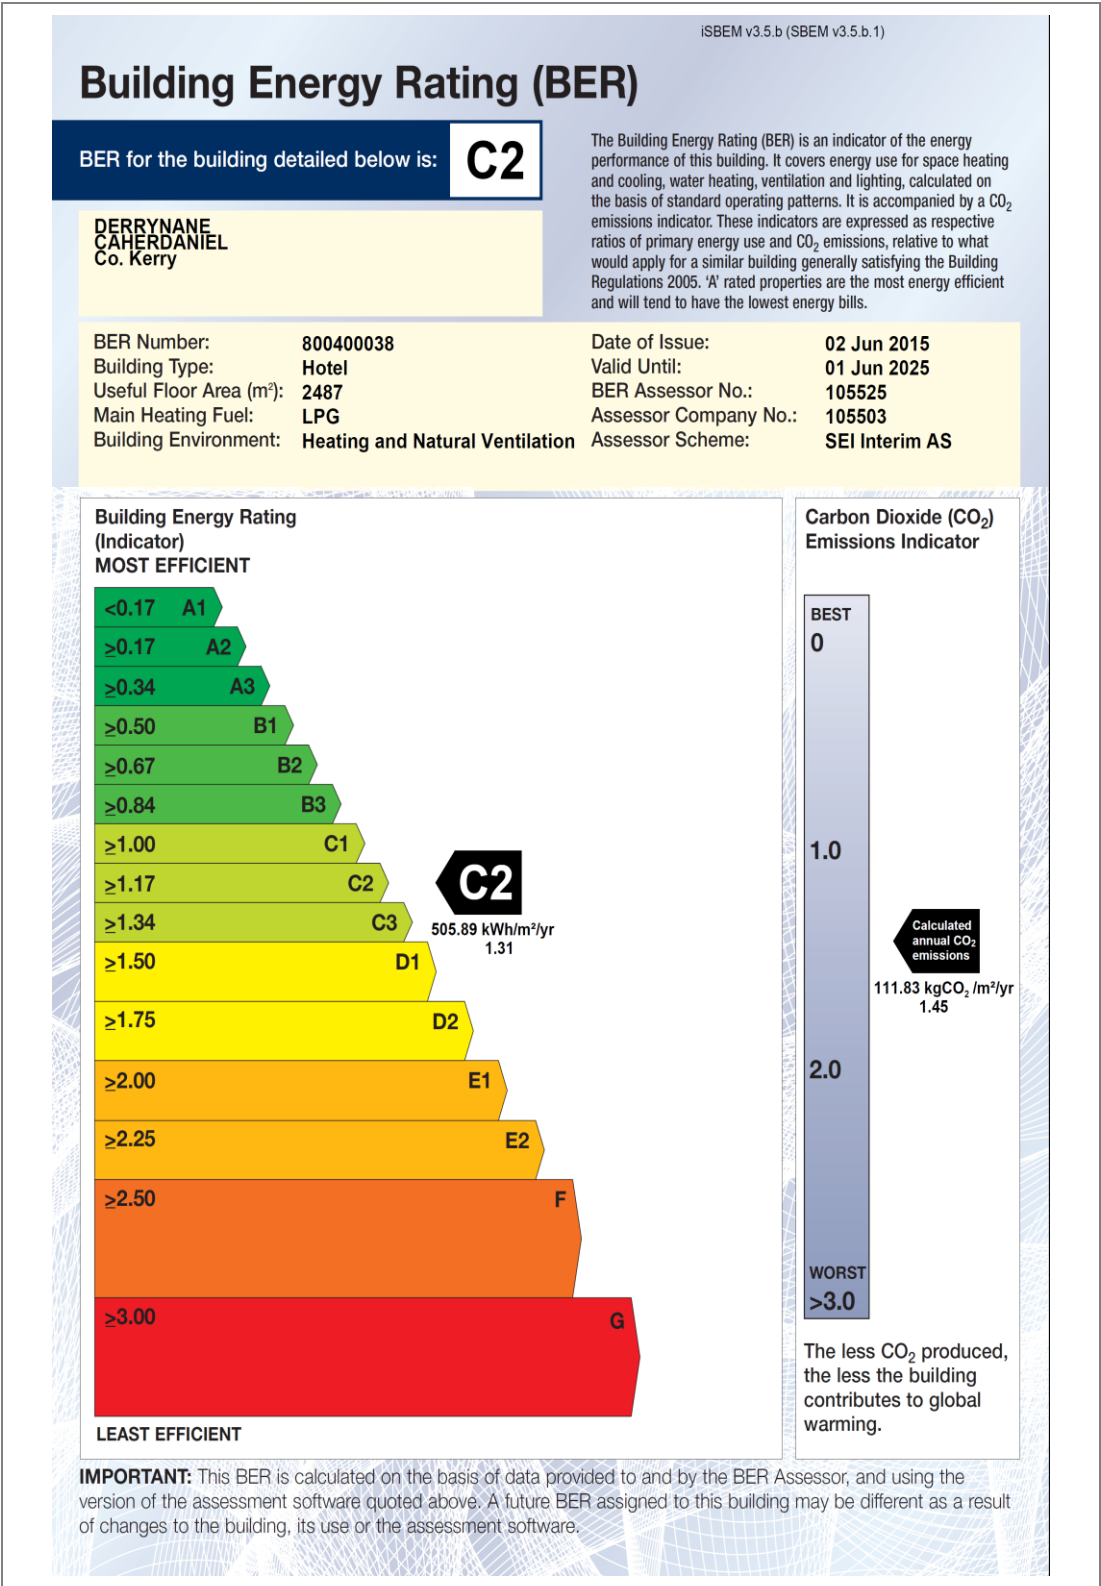 iSBEM v3.5.b (SBEM v3.5.b.1)
Building Energy Rating (BER)
BER for the building detailed below is:
C2
The Building Energy Rating (BER) is an indicator of the energy
performance of this building. It covers energy use for space heating
and cooling, water heating, ventilation and lighting, calculated on
the basis of standard operating patterns. It is accompanied by a CO₂
emissions indicator. These indicators are expressed as respective
ratios of primary energy use and CO₂ emissions, relative to what
would apply for a similar building generally satisfying the Building
Regulations 2005. ‘A’ rated properties are the most energy efficient
and will tend to have the lowest energy bills.
DERRYNANE
CAHERDANIEL
Co. Kerry
BER Number: 800400038
Building Type: Hotel
Useful Floor Area (m²): 2487
Main Heating Fuel: LPG
Building Environment: Heating and Natural Ventilation
Date of Issue: 02 Jun 2015
Valid Until: 01 Jun 2025
BER Assessor No.: 105525
Assessor Company No.: 105503
Assessor Scheme: SEI Interim AS
Building Energy Rating
(Indicator)
MOST EFFICIENT
<0.17 A1
≥0.17 A2
≥0.34 A3
≥0.50 B1
≥0.67 B2
≥0.84 B3
≥1.00 C1
≥1.17 C2
≥1.34 C3
≥1.50 D1
≥1.75 D2
≥2.00 E1
≥2.25 E2
≥2.50 F
≥3.00 G
LEAST EFFICIENT
C2
505.89 kWh/m²/yr
1.31
Carbon Dioxide (CO₂)
Emissions Indicator
BEST
0
1.0
2.0
WORST
>3.0
Calculated
annual CO₂
emissions
111.83 kgCO₂ /m²/yr
1.45
The less CO₂ produced,
the less the building
contributes to global
warming.
IMPORTANT: This BER is calculated on the basis of data provided to and by the BER Assessor, and using the
version of the assessment software quoted above. A future BER assigned to this building may be different as a result
of changes to the building, its use or the assessment software.